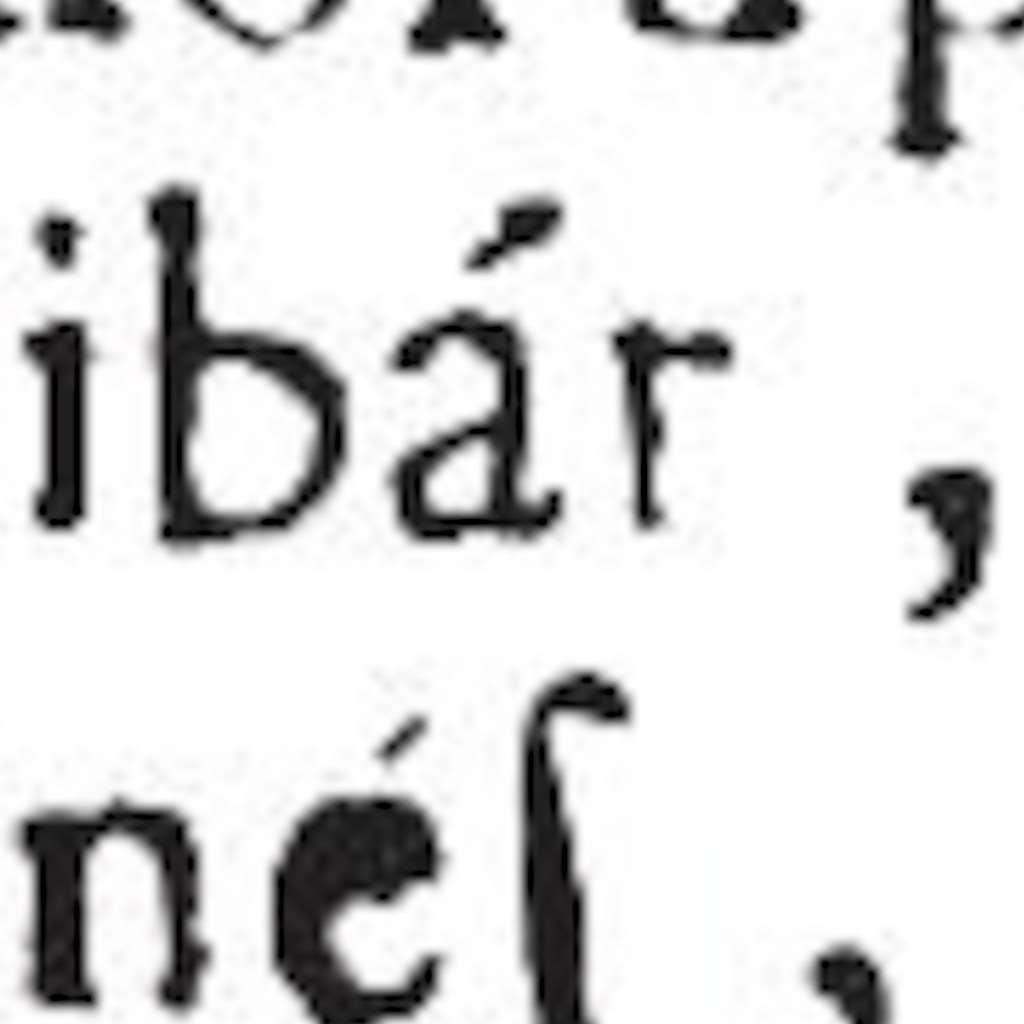 ibár ,
néſ ,